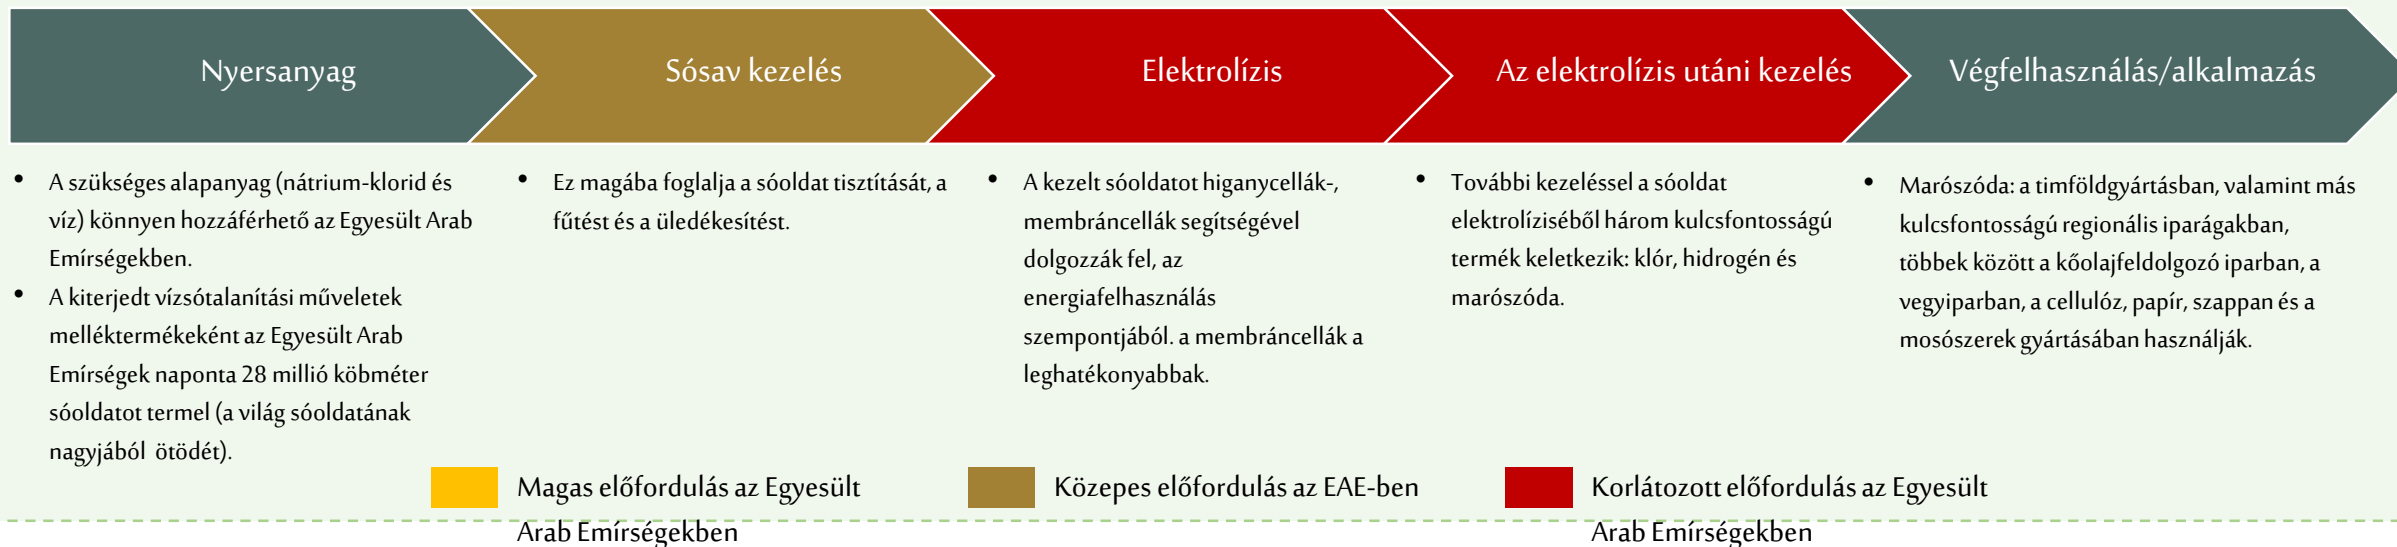 Nyersanyag
Sósav kezelés
Elektrolízis
Az elektrolízis utáni kezelés
Végfelhasználás/alkalmazás
• A szükséges alapanyag (nátrium-klorid és
víz) könnyen hozzáférhető az Egyesült Arab
Emírségekben.
• A kiterjedt vízsótalanítási műveletek
melléktermékeként az Egyesült Arab
Emírségek naponta 28 millió köbméter
sóoldatot termel (a világ sóoldatának
nagyjából ötödét).
• Ez magába foglalja a sóoldat tisztítását, a
fűtést és a üledékesítést.
• A kezelt sóoldatot higanycellák-,
membráncellák segítségével
dolgozzák fel, az
energiafelhasználás
szempontjából. a membráncellák a
leghatékonyabbak.
• További kezeléssel a sóoldat
elektrolíziséből három kulcsfontosságú
termék keletkezik: klór, hidrogén és
marószóda.
• Marószóda: a timföldgyártásban, valamint más
kulcsfontosságú regionális iparágakban,
többek között a kőolajfeldolgozó iparban, a
vegyiparban, a cellulóz, papír, szappan és a
mosószerek gyártásában használják.
Magas előfordulás az Egyesült
Arab Emírségekben
Közepes előfordulás az EAE-ben
Korlátozott előfordulás az Egyesült
Arab Emírségekben